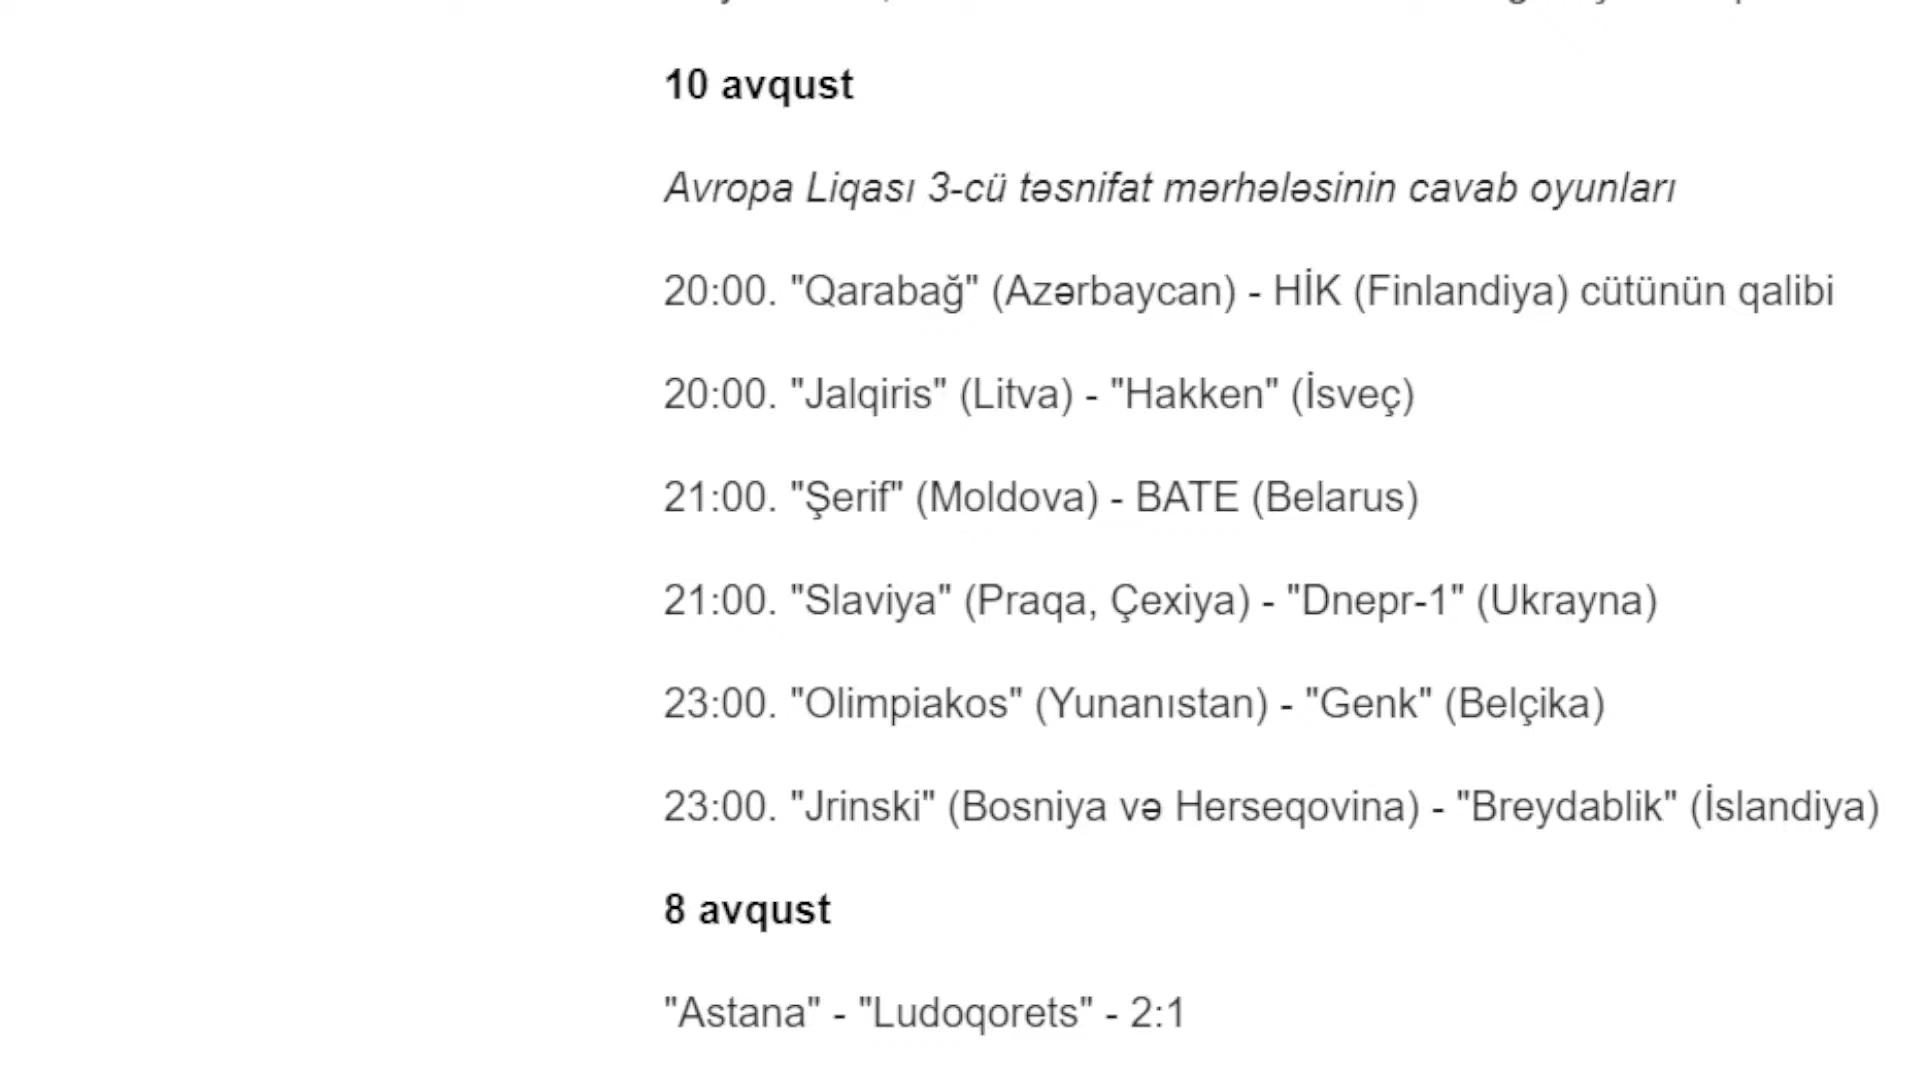 10 avqust
Avropa Liqası 3-cü təsnifat mərhələsinin cavab oyunları
20:00. "Qarabağ" (Azərbaycan) - HİK (Finlandiya) cütünün qalibi
20:00. "Jalqiris" (Litva) - "Hakken" (İsveç)
21:00. "Şerif" (Moldova) - BATE (Belarus)
21:00. "Slaviya" (Praqa, Çexiya) - "Dnepr-1" (Ukrayna)
23:00. "Olimpiakos" (Yunanıstan) - "Genk" (Belçika)
23:00. "Jrinski" (Bosniya və Herseqovina) - "Breydablik" (İslandiya)
8 avqust
"Astana" - "Ludoqorets" - 2:1